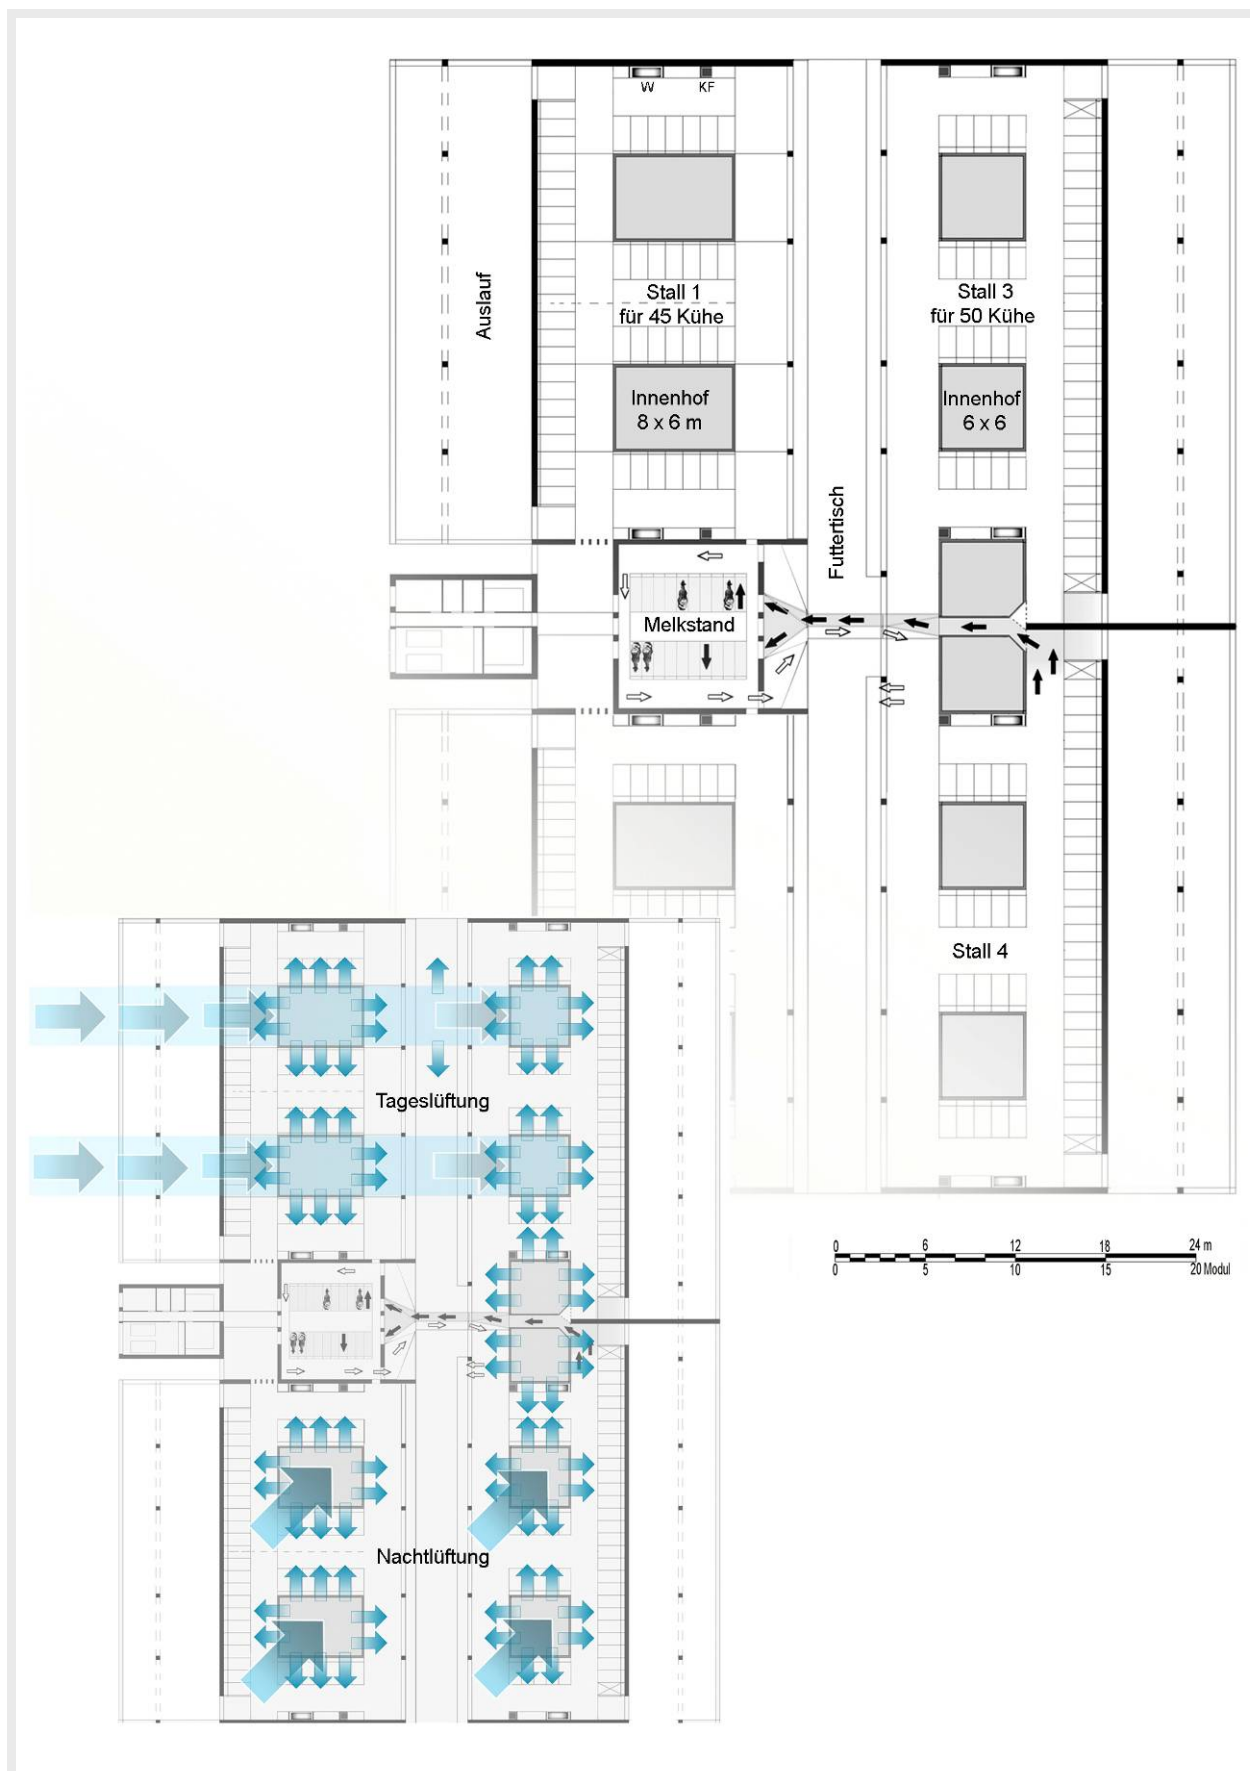 W KF
Auslauf
Stall 1
für 45 Kühe
Stall 3
für 50 Kühe
Innenhof
8 x 6 m
Innenhof
6 x 6
Futtertisch
Melkstand
Stall 4
Tageslüftung
0 6 12 18 24 m
0 5 10 15 20 Modul
Nachtlüftung